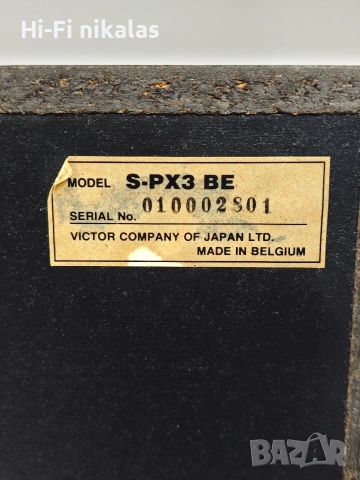 Hi-Fi nikalas
MODEL S-PX3 BE
SERIAL No. 010002801
VICTOR COMPANY OF JAPAN LTD.
MADE IN BELGIUM
BAZAR